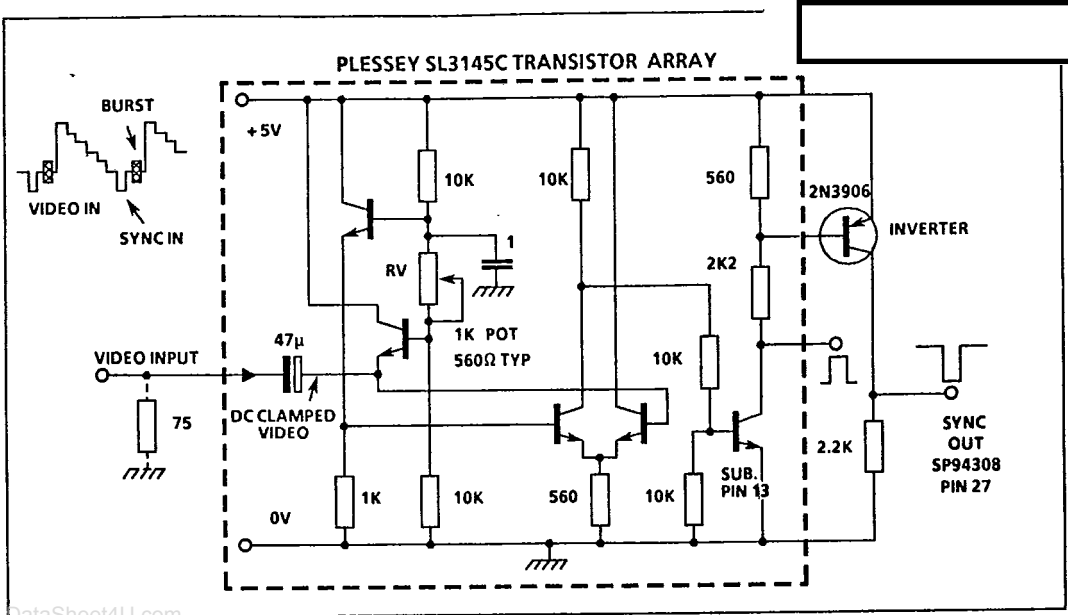 PLESSEY SL3145C TRANSISTOR ARRAY
BURST
+5V
VIDEO IN
SYNC IN
10K
10K
560
2N3906
INVERTER
1
RV
2K2
1K POT
560Ω TYP
47µ
VIDEO INPUT
10K
DC CLAMPED
VIDEO
75
SUB.
PIN 13
2.2K
SYNC
OUT
SP94308
PIN 27
1K
10K
560
10K
0V
DataSheet4U.com